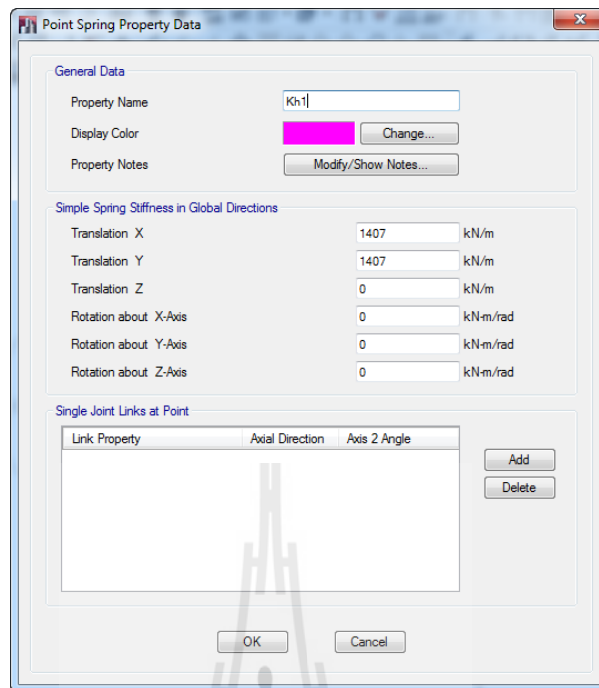 Point Spring Property Data
General Data
Property Name Kh1
Display Color Change...
Property Notes Modify/Show Notes...
Simple Spring Stiffness in Global Directions
Translation X 1407 kN/m
Translation Y 1407 kN/m
Translation Z 0 kN/m
Rotation about X-Axis 0 kN-m/rad
Rotation about Y-Axis 0 kN-m/rad
Rotation about Z-Axis 0 kN-m/rad
Single Joint Links at Point
Link Property Axial Direction Axis 2 Angle
Add
Delete
OK Cancel